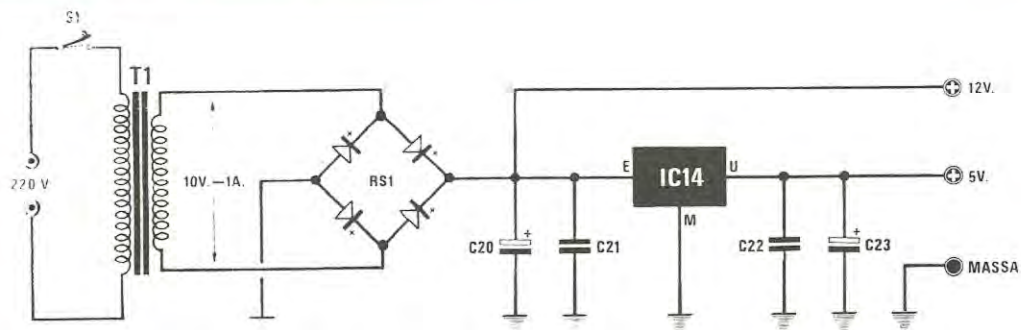 S1
T1
220 V
10V.–1A.
RS1
+
+
+
+
+
C20
C21
E
IC14
U
M
C22
+
C23
+ 12V.
+ 5V.
MASSA